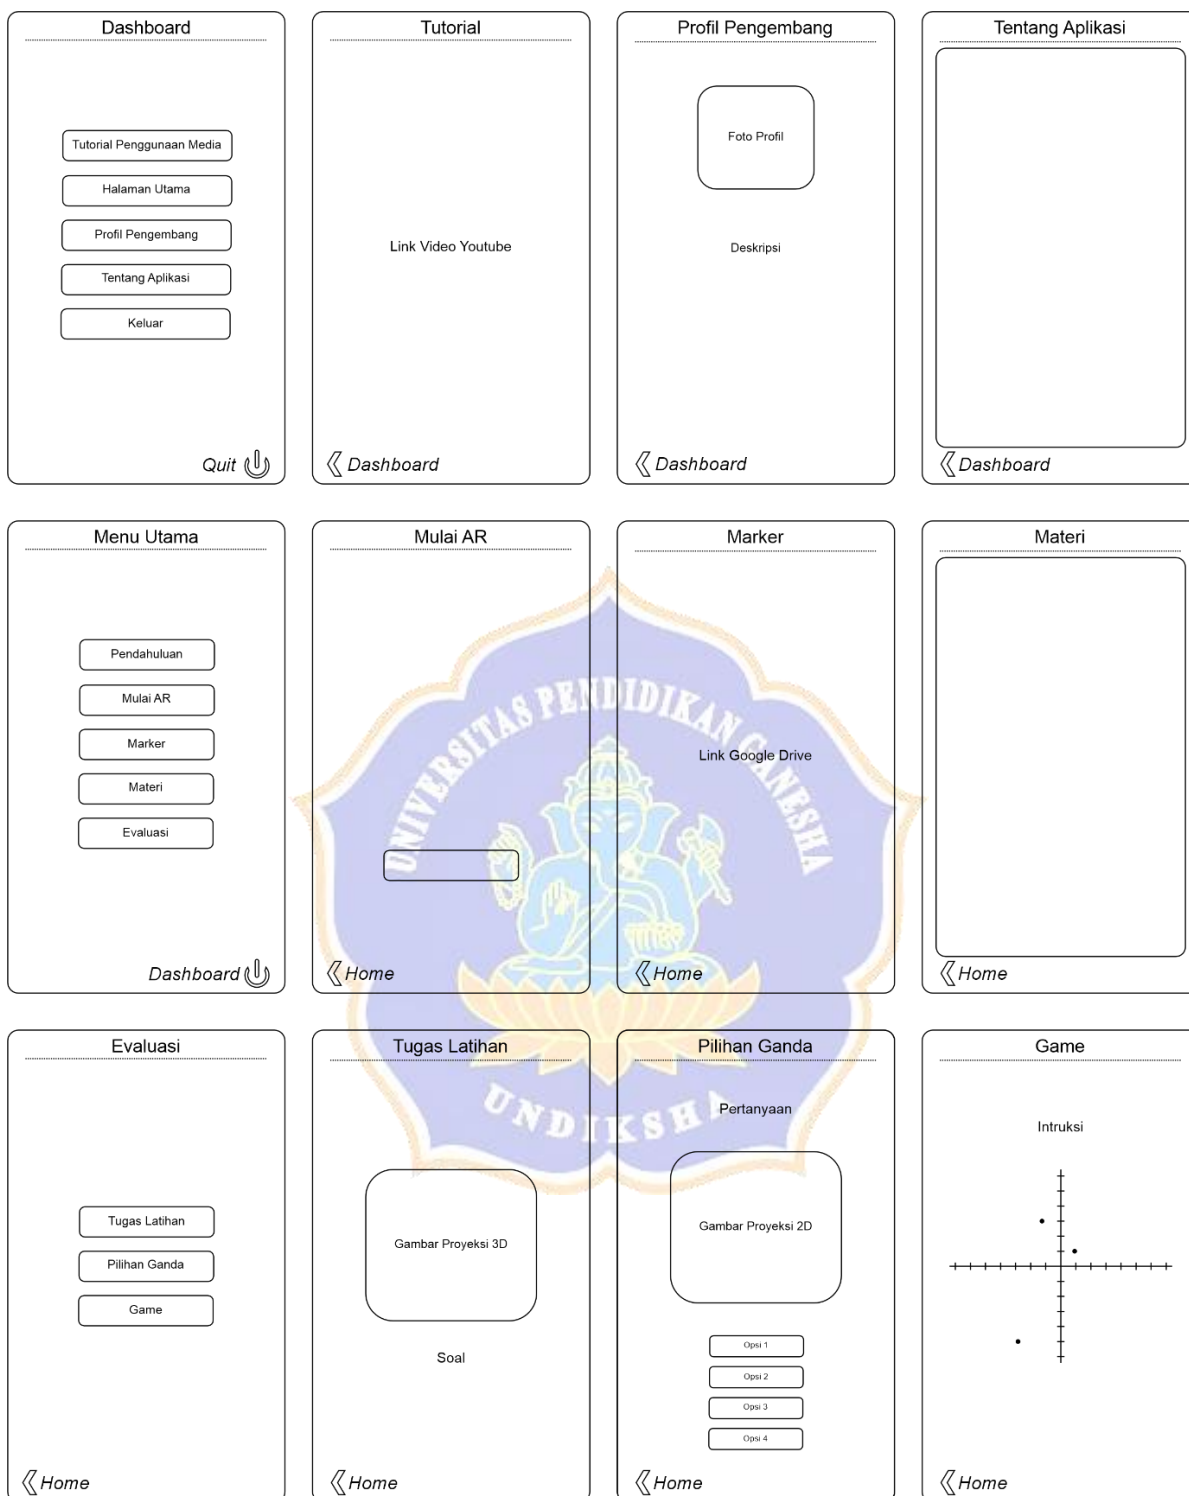 Dashboard
Tutorial Penggunaan Media
Halaman Utama
Profil Pengembang
Tentang Aplikasi
Keluar
Quit
Tutorial
Link Video Youtube
Dashboard
Profil Pengembang
Foto Profil
Deskripsi
Dashboard
Tentang Aplikasi
Dashboard
Menu Utama
Pendahuluan
Mulai AR
Marker
Materi
Evaluasi
Dashboard
Mulai AR
Home
Marker
Link Google Drive
Home
Materi
Home
UNIVERSITAS PENDIDIKAN GANESHA
UNDIKSHA
Evaluasi
Tugas Latihan
Pilihan Ganda
Game
Home
Tugas Latihan
Gambar Proyeksi 3D
Soal
Home
Pilihan Ganda
Pertanyaan
Gambar Proyeksi 2D
Opsi 1
Opsi 2
Opsi 3
Opsi 4
Home
Game
Intruksi
Home